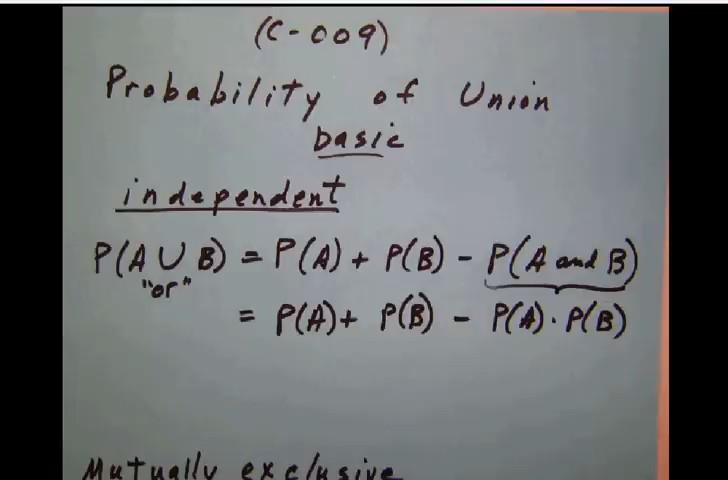 (C-009)
Probability of Union
basic
independent
P(A ∪ B) = P(A) + P(B) - P(A and B)
"or"
= P(A) + P(B) - P(A) · P(B)
Mutually exclusive